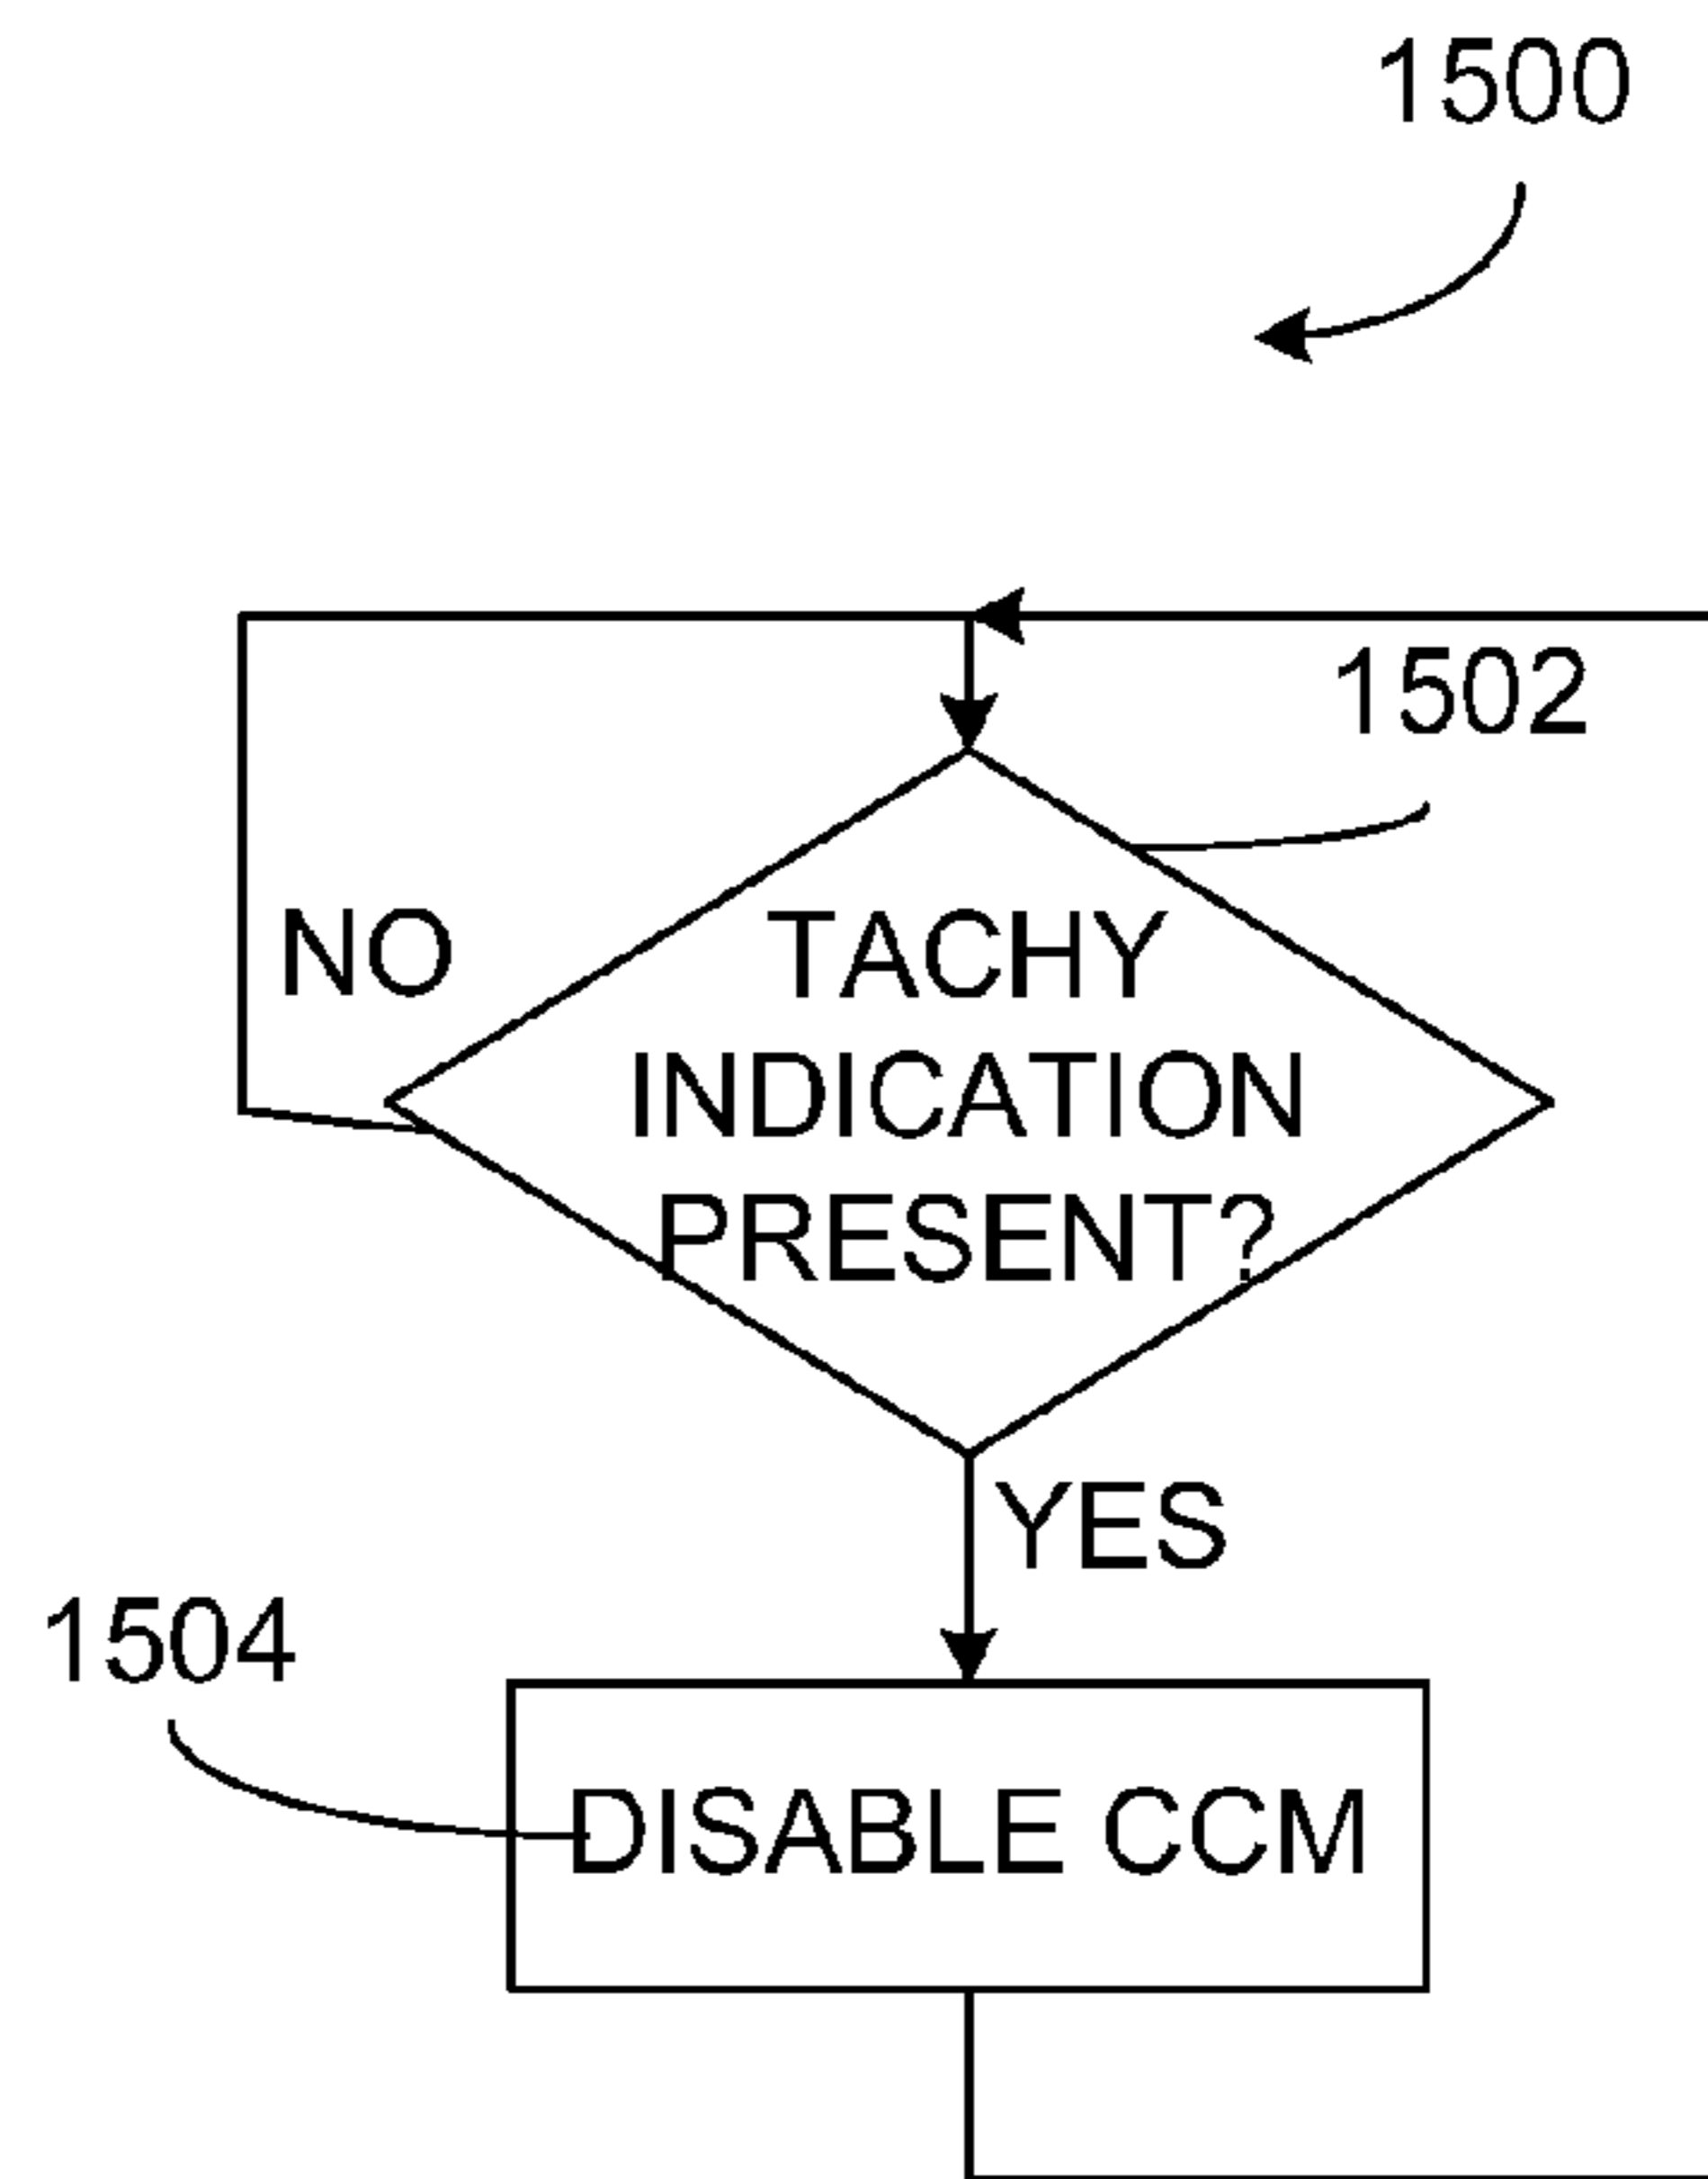 1500
1502
NO
TACHY
INDICATION
PRESENT?
YES
1504
DISABLE CCM